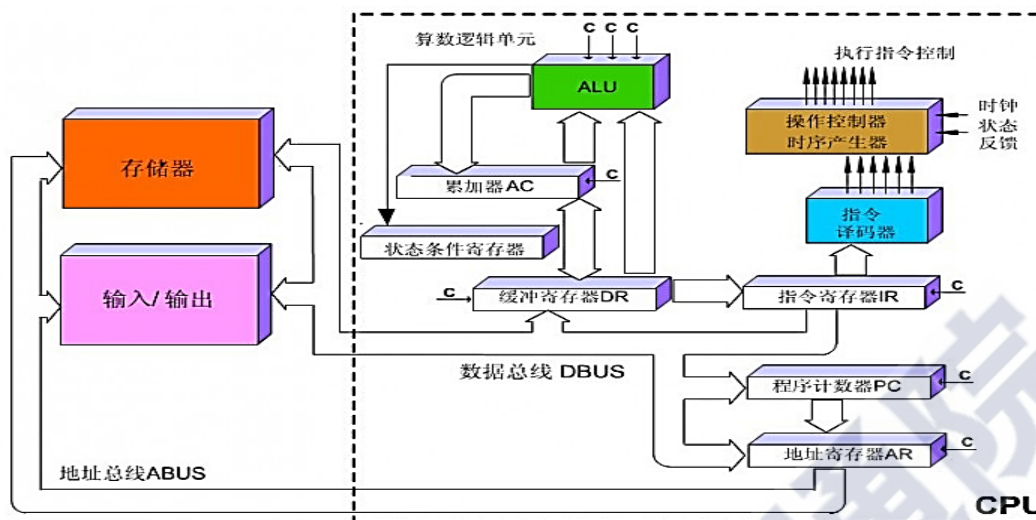 算数逻辑单元
C C C
ALU
执行指令控制
操作控制器
时序产生器
时钟
状态
反馈
存储器
累加器AC
C
指令
译码器
状态条件寄存器
输入/输出
C
缓冲寄存器DR
指令寄存器IR
C
数据总线 DBUS
程序计数器PC
C
地址总线ABUS
地址寄存器AR
C
CPU
通院